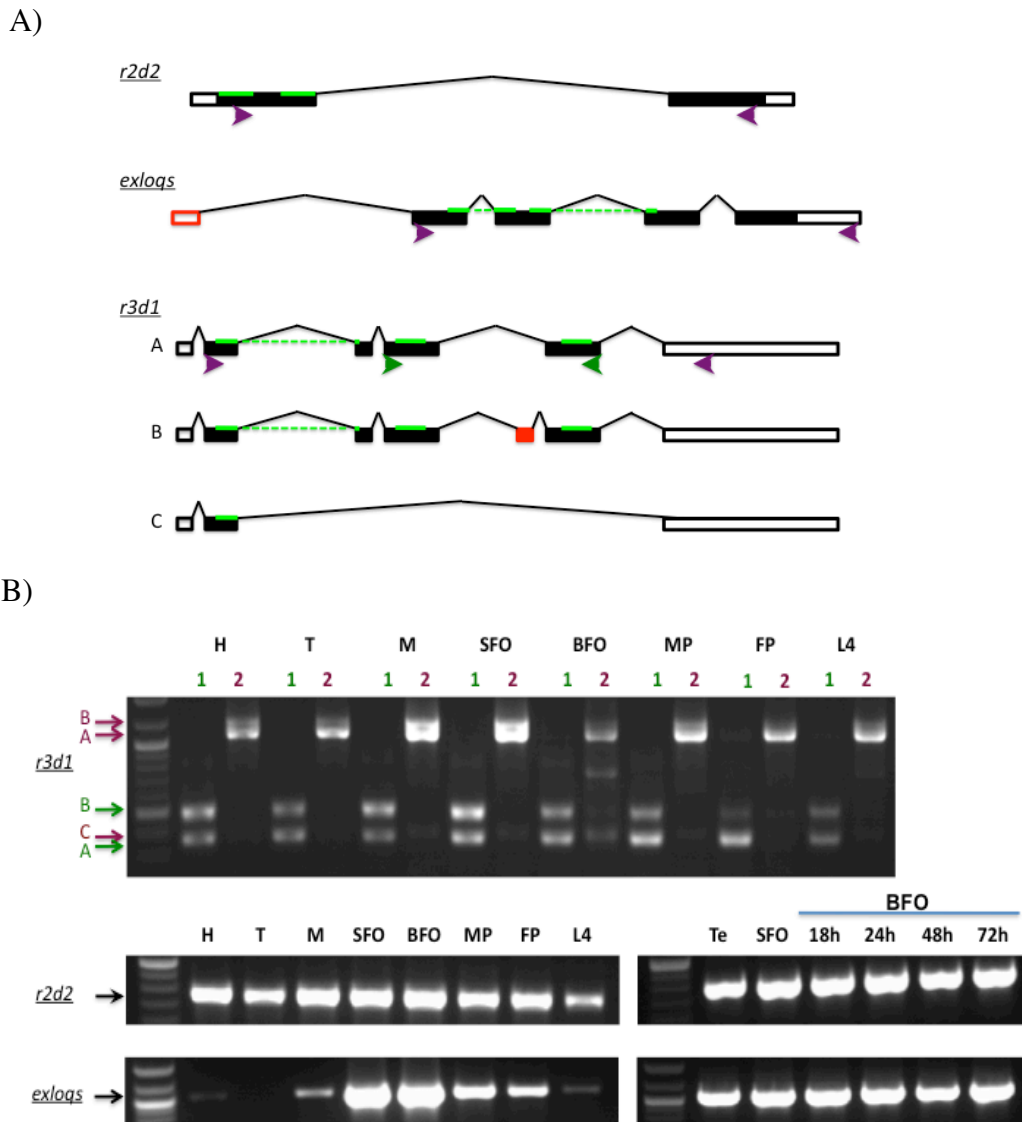 A)
r2d2
exloqs
r3d1
A
B
C
B)
H T M SFO BFO MP FP L4
1 2 1 2 1 2 1 2 1 2 1 2 1 2 1 2
B
A
r3d1
B
C
A
BFO
H T M SFO BFO MP FP L4 Te SFO 18h 24h 48h 72h
r2d2
exloqs